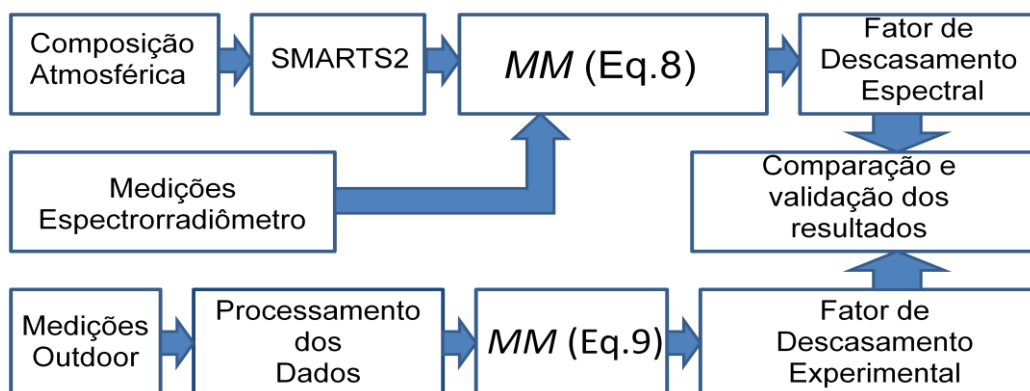 Composição
Atmosférica
SMARTS2
MM (Eq.8)
Fator de
Descasamento
Espectral
Medições
Espectrorradiômetro
Comparação e
validação dos
resultados
Medições
Outdoor
Processamento
dos
Dados
MM (Eq.9)
Fator de
Descasamento
Experimental